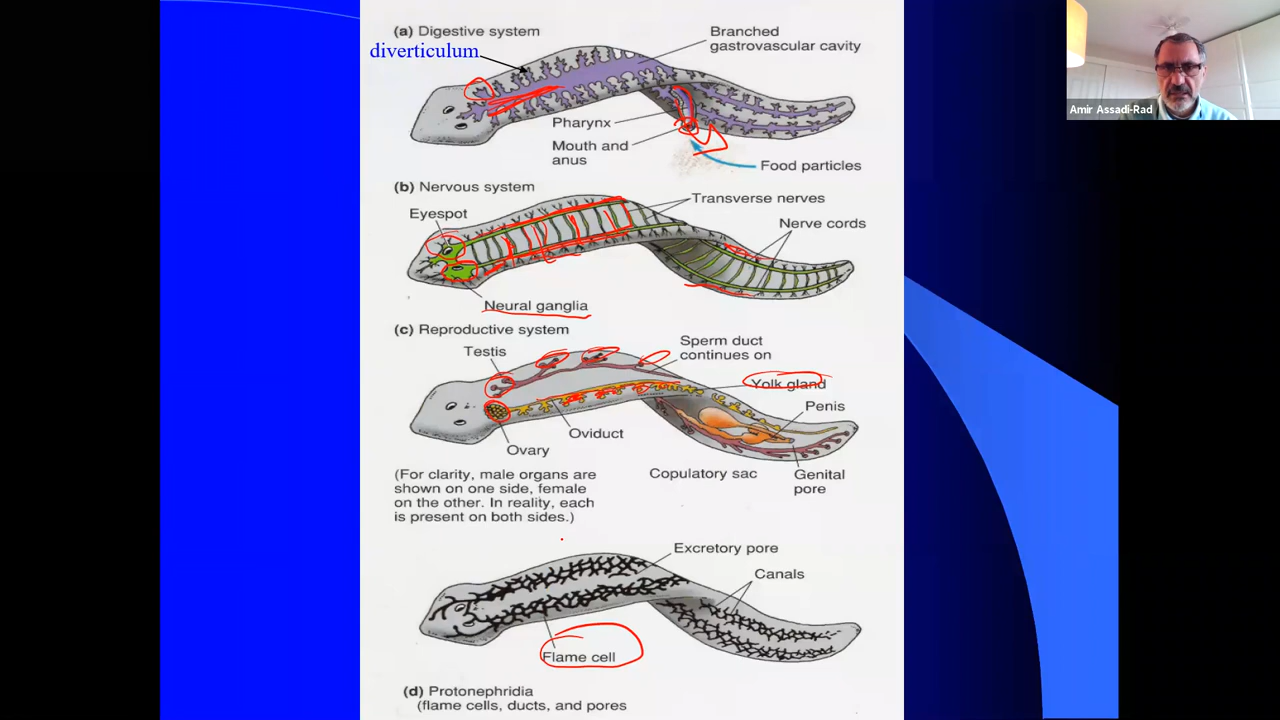 (a) Digestive system
diverticulum
Branched
gastrovascular cavity
Pharynx
Mouth and
anus
Food particles
Amir Assadi-Rad
(b) Nervous system
Transverse nerves
Eyespot
Nerve cords
Neural ganglia
(c) Reproductive system
Testis
Sperm duct
continues on
Yolk gland
Penis
Oviduct
Ovary
Copulatory sac
Genital
pore
(For clarity, male organs are
shown on one side, female
on the other. In reality, each
is present on both sides.)
Excretory pore
Canals
Flame cell
(d) Protonephridia
(flame cells, ducts, and pores